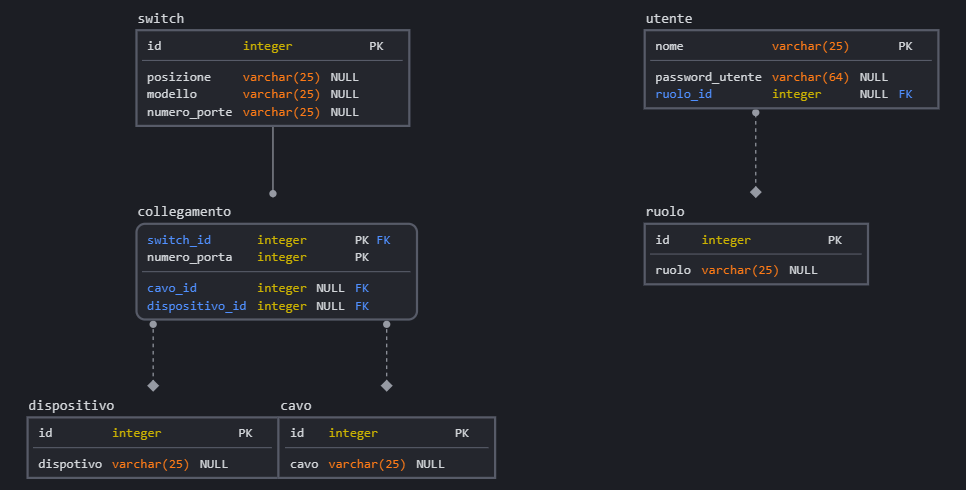 switch
id integer PK
posizione varchar(25) NULL
modello varchar(25) NULL
numero_porte varchar(25) NULL
utente
nome varchar(25) PK
password_utente varchar(64) NULL
ruolo_id integer NULL FK
collegamento
switch_id integer PK FK
numero_porta integer PK
cavo_id integer NULL FK
dispositivo_id integer NULL FK
ruolo
id integer PK
ruolo varchar(25) NULL
dispositivo
id integer PK
dispotivo varchar(25) NULL
cavo
id integer PK
cavo varchar(25) NULL